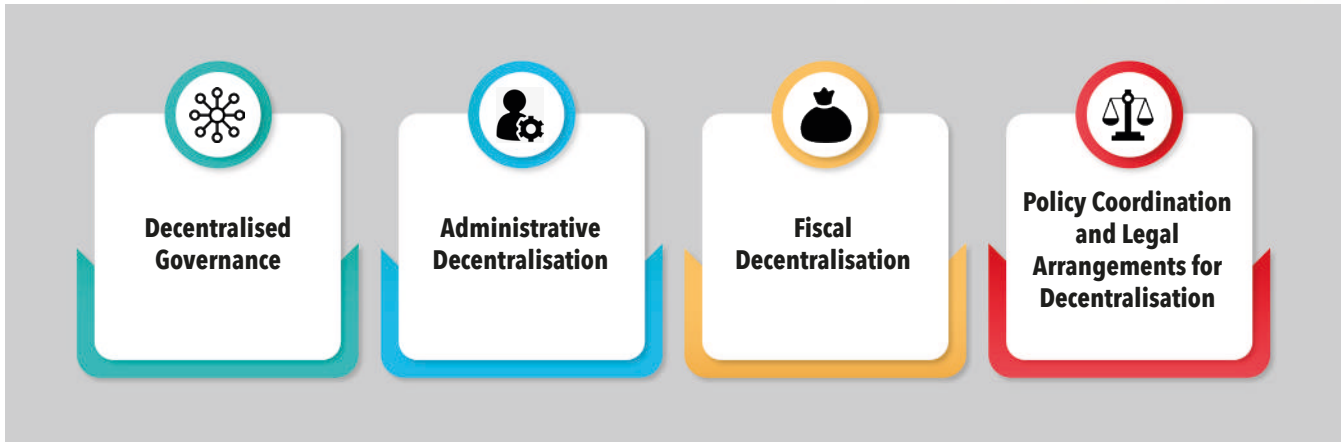 Decentralised
Governance
Administrative
Decentralisation
Fiscal
Decentralisation
Policy Coordination
and Legal
Arrangements for
Decentralisation